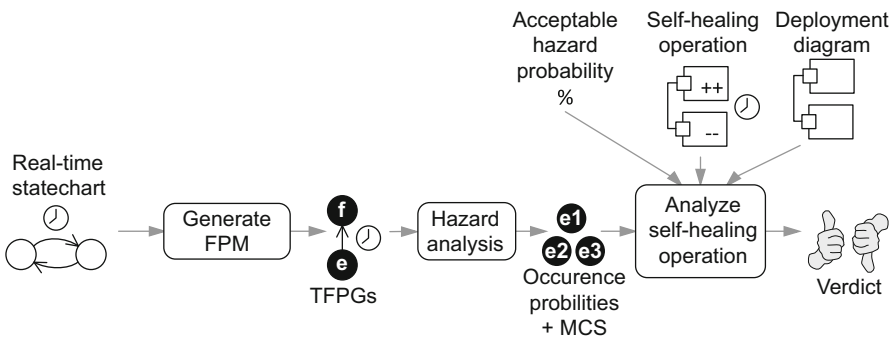 Acceptable
hazard
probability
%
Self-healing
operation
++
--
Deployment
diagram
Real-time
statechart
Generate
FPM
f
e
TFPGs
Hazard
analysis
e1
e2 e3
Occurence
probilities
+ MCS
Analyze
self-healing
operation
Verdict